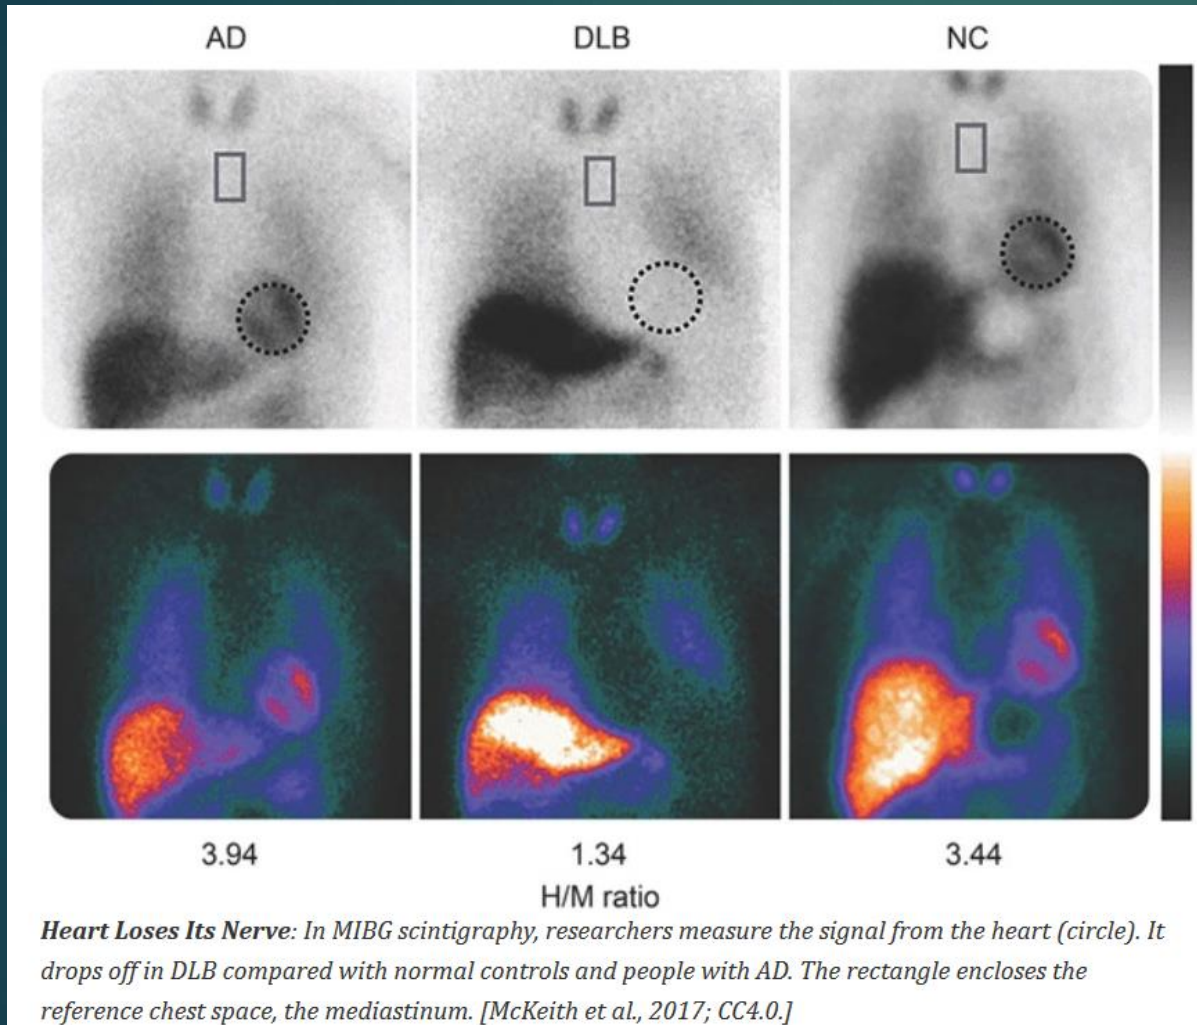 AD DLB NC
3.94 1.34 3.44
H/M ratio
Heart Loses Its Nerve: In MIBG scintigraphy, researchers measure the signal from the heart (circle). It
drops off in DLB compared with normal controls and people with AD. The rectangle encloses the
reference chest space, the mediastinum. [McKeith et al., 2017; CC4.0.]